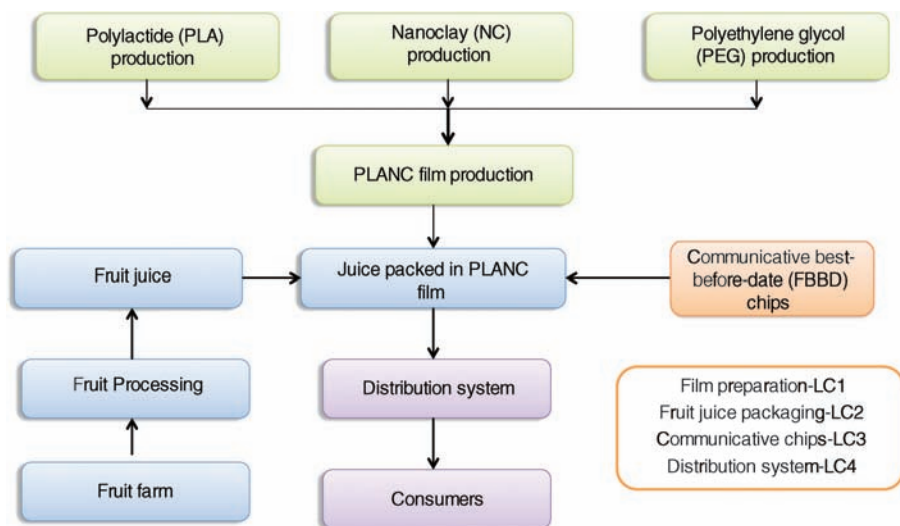 Polylactide (PLA)
production
Nanoclay (NC)
production
Polyethylene glycol
(PEG) production
PLANC film production
Fruit juice
Juice packed in PLANC
film
Communicative best-
before-date (FBBD)
chips
Fruit Processing
Distribution system
Fruit farm
Consumers
Film preparation-LC1
Fruit juice packaging-LC2
Communicative chips-LC3
Distribution system-LC4